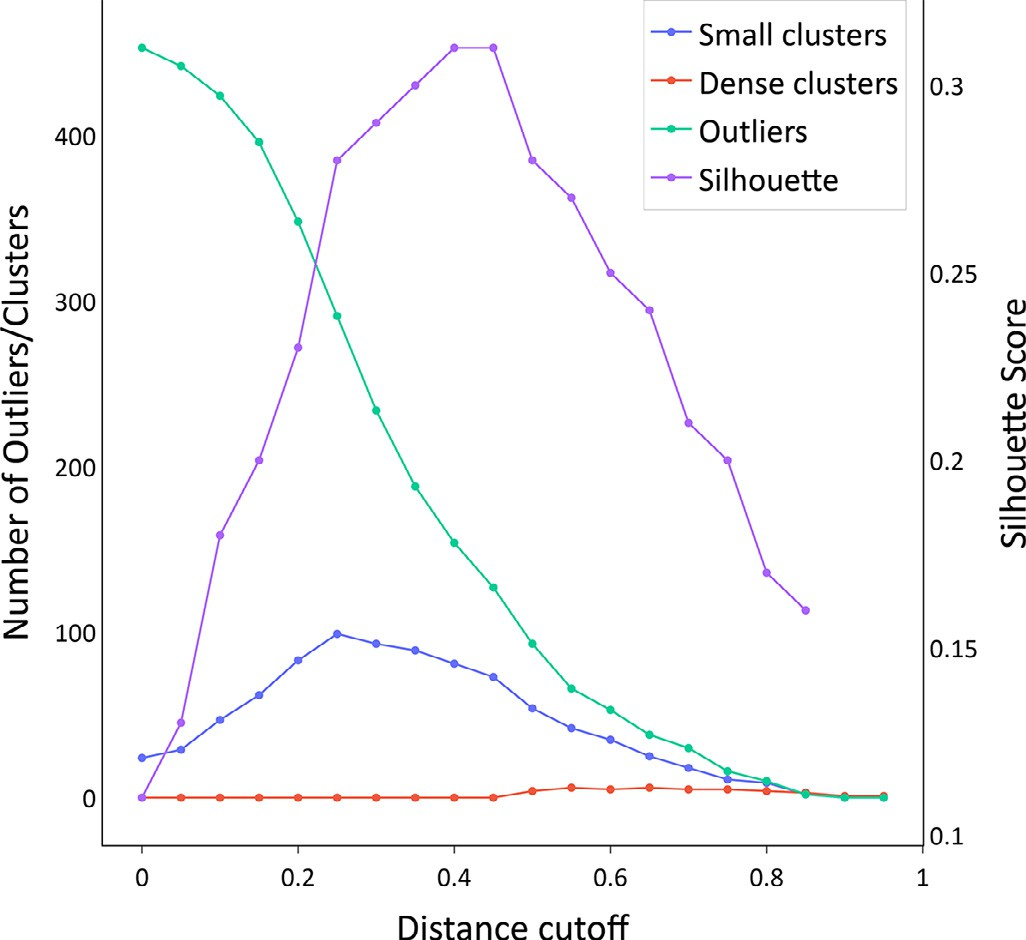 Small clusters
Dense clusters
Outliers
Silhouette
Number of Outliers/Clusters
400
300
200
100
0
0.3
0.25
0.2
0.15
0.1
Silhouette Score
0 0.2 0.4 0.6 0.8 1
Distance cutoff